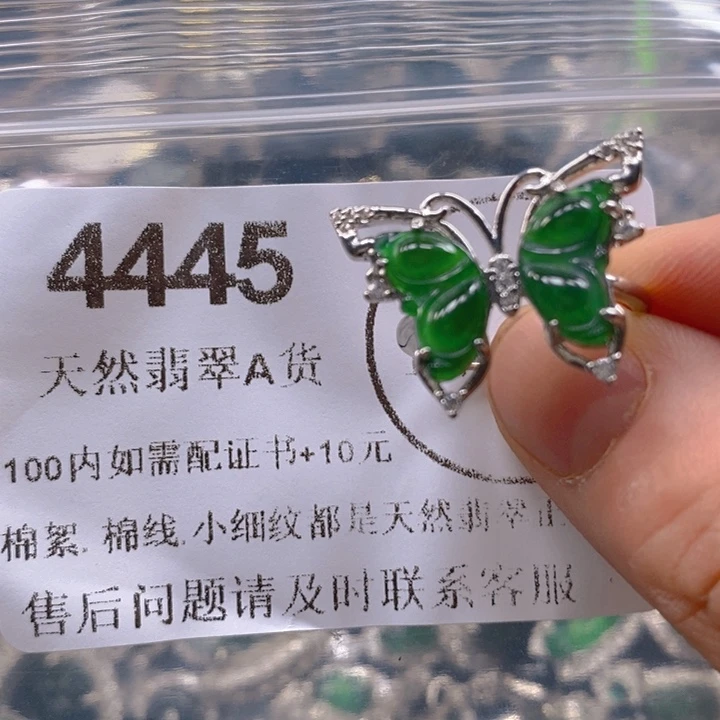 4445
天然翡翠A货
100内如需配证书+10元
棉絮. 棉线.小细纹都是天然翡翠正
售后问题请及时联系客服